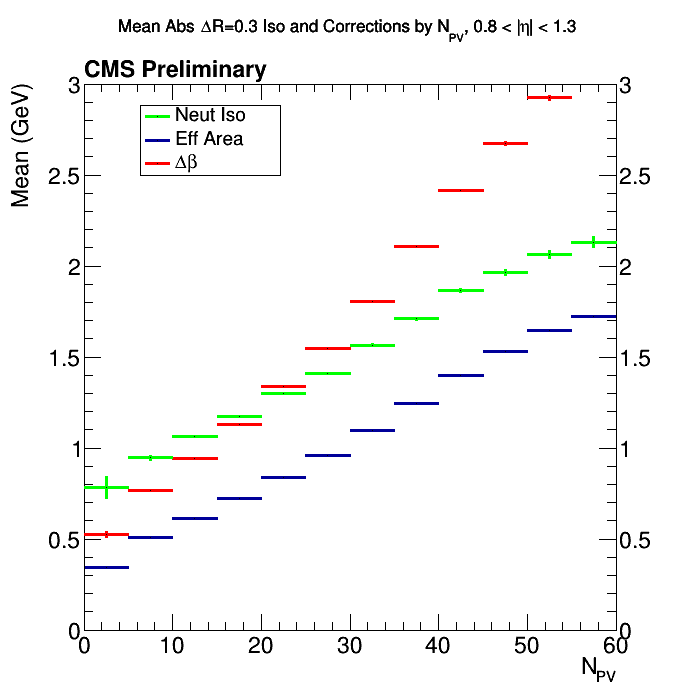 Mean Abs ΔR=0.3 Iso and Corrections by N_PV, 0.8 < |η| < 1.3
CMS Preliminary
Mean (GeV)
Neut Iso
Eff Area
Δβ
3
2.5
2
1.5
1
0.5
0
3
2.5
2
1.5
1
0.5
0
0 10 20 30 40 50 60
N_PV